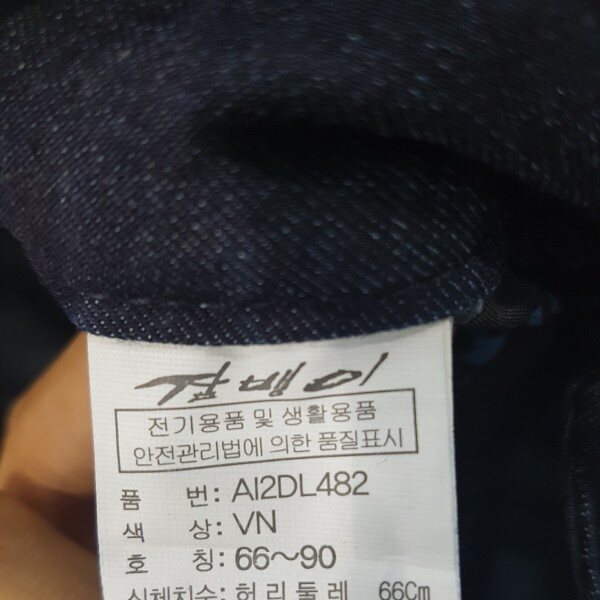 잠뱅이
전기용품 및 생활용품
안전관리법에 의한 품질표시
품 번: AI2DL482
색 상: VN
호 칭: 66~90
신체치수: 허 리 둘 레 66Cm